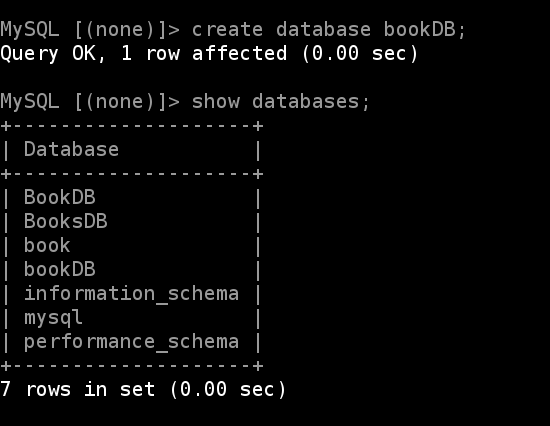 MySQL [(none)]> create database bookDB;
Query OK, 1 row affected (0.00 sec)
MySQL [(none)]> show databases;
+--------------------+
| Database           |
+--------------------+
| BookDB             |
| BooksDB            |
| book               |
| bookDB             |
| information_schema |
| mysql              |
| performance_schema |
+--------------------+
7 rows in set (0.00 sec)